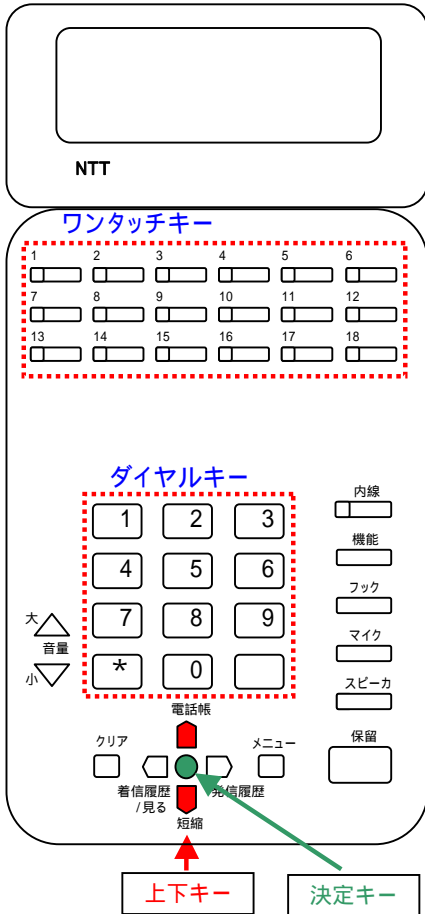 NTT
ワンタッチキー
1 2 3 4 5 6
7 8 9 10 11 12
13 14 15 16 17 18
ダイヤルキー
1 2 3
4 5 6
7 8 9
* 0
内線
機能
フック
マイク
スピーカ
保留
大
音量
小
電話帳
クリア
メニュー
着信履歴
/見る
発信履歴
短縮
上下キー
決定キー